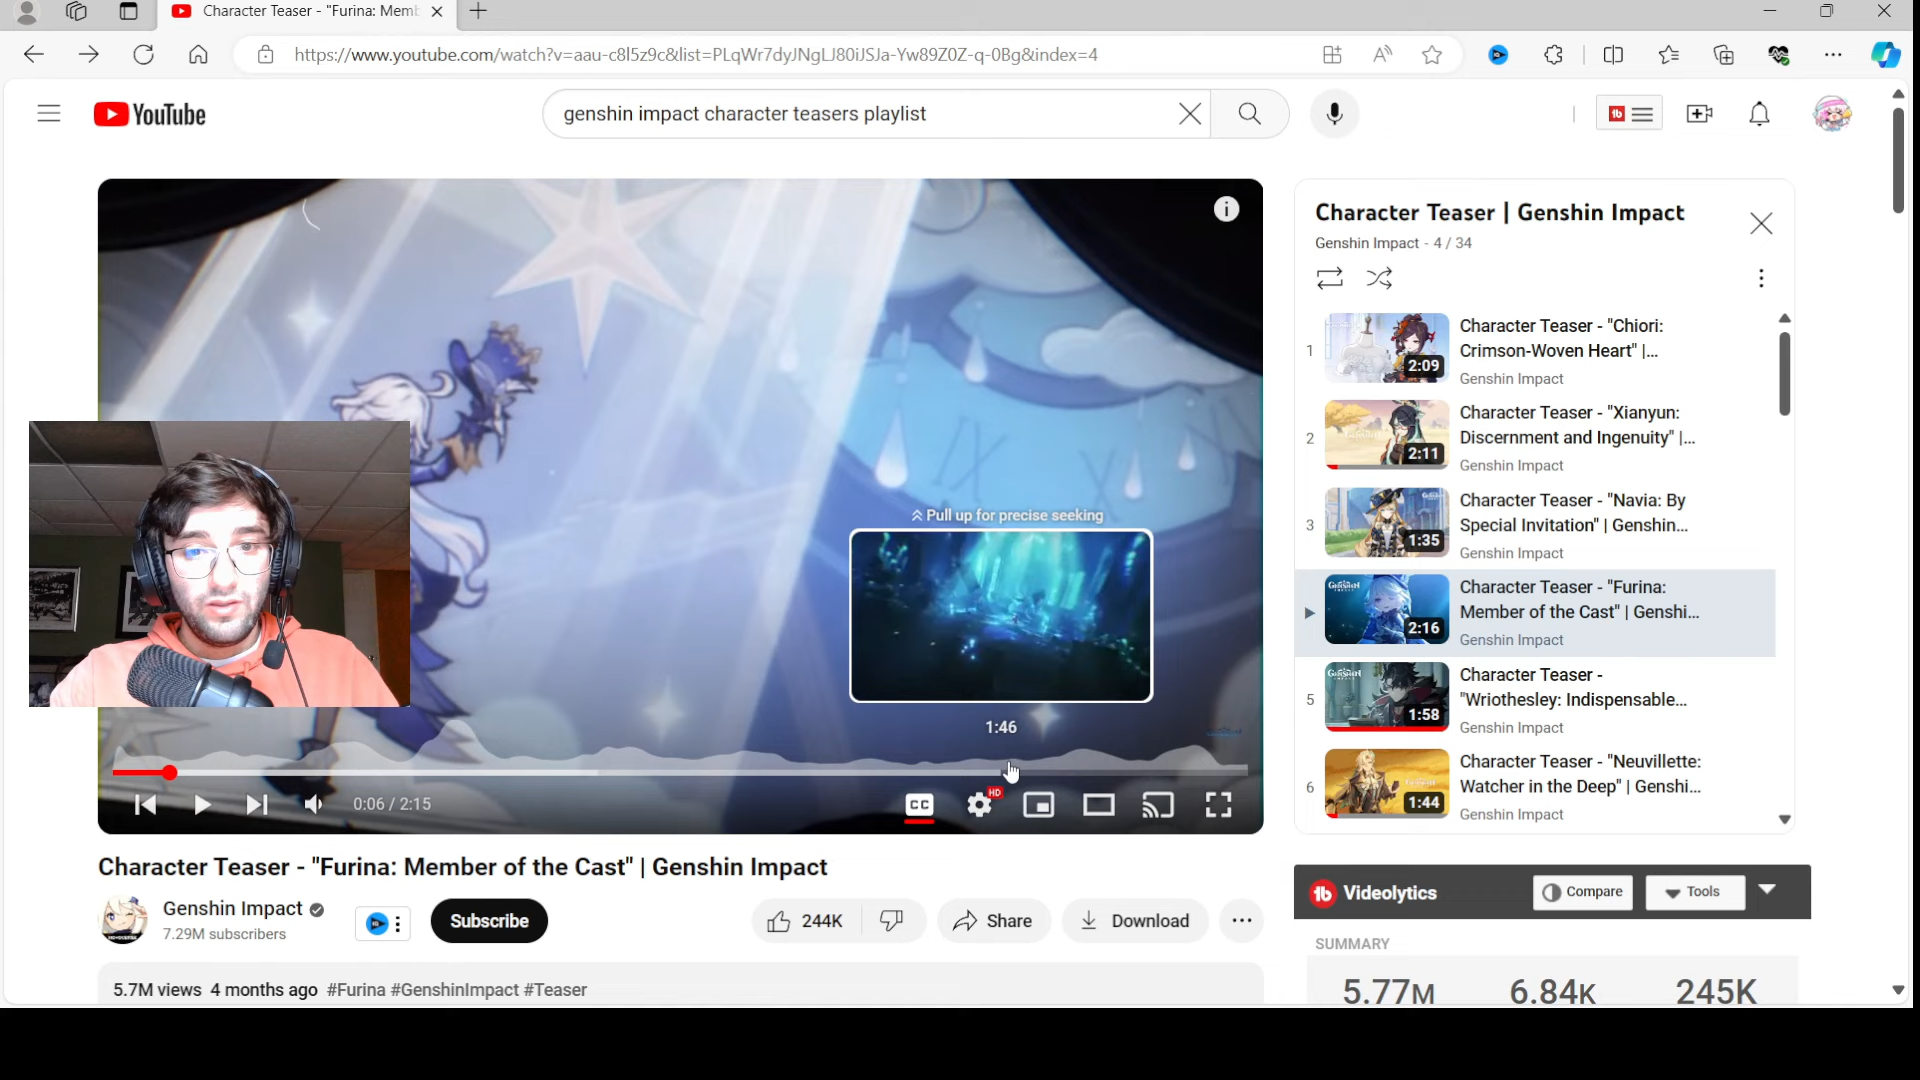 Character Teaser - "Furina: Memb
https://www.youtube.com/watch?v=aau-c8l5z9c&list=PLqWr7dyJNgLJ80iJSJa-Yw89Z0Z-q-0Bg&index=4
YouTube
genshin impact character teasers playlist
Pull up for precise seeking
1:46
0:06 / 2:15
CC
HD
Character Teaser | Genshin Impact
Genshin Impact - 4 / 34
1
2:09
Character Teaser - "Chiori:
Crimson-Woven Heart" |...
Genshin Impact
2
2:11
Character Teaser - "Xianyun:
Discernment and Ingenuity" |...
Genshin Impact
3
1:35
Character Teaser - "Navia: By
Special Invitation" | Genshin...
Genshin Impact
2:16
Character Teaser - "Furina:
Member of the Cast" | Genshi...
Genshin Impact
5
1:58
Character Teaser -
"Wriothesley: Indispensable...
Genshin Impact
6
1:44
Character Teaser - "Neuvillette:
Watcher in the Deep" | Genshi...
Genshin Impact
Character Teaser - "Furina: Member of the Cast" | Genshin Impact
Genshin Impact
7.29M subscribers
Subscribe
244K
Share
Download
5.7M views 4 months ago #Furina #GenshinImpact #Teaser
Videolytics
Compare
Tools
SUMMARY
5.77M 6.84K 245K